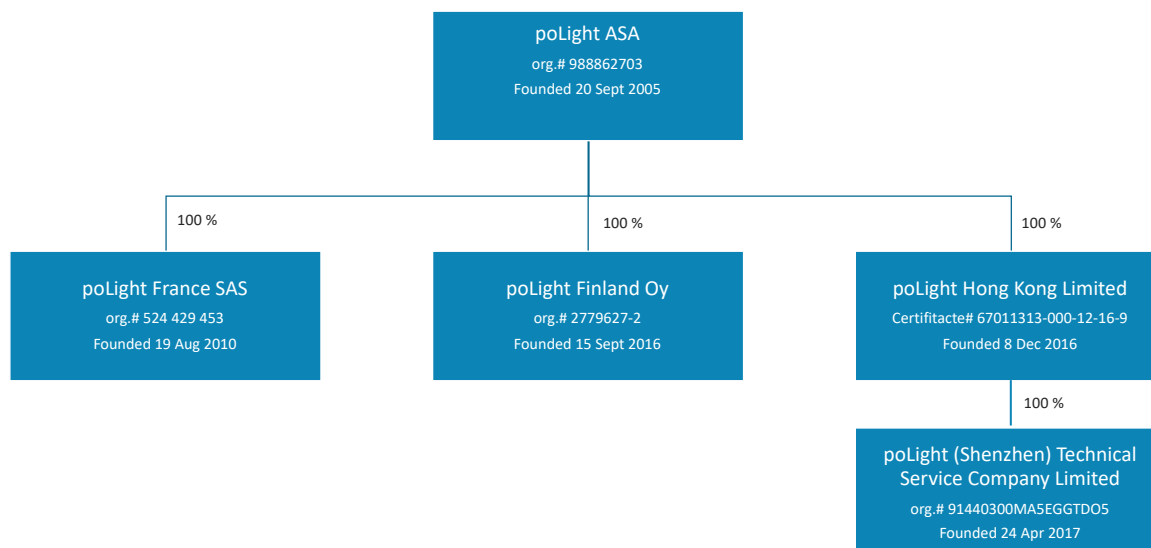 poLight ASA
org.# 988862703
Founded 20 Sept 2005
100 %
100 %
100 %
poLight France SAS
org.# 524 429 453
Founded 19 Aug 2010
poLight Finland Oy
org.# 2779627-2
Founded 15 Sept 2016
poLight Hong Kong Limited
Certifitacte# 67011313-000-12-16-9
Founded 8 Dec 2016
100 %
poLight (Shenzhen) Technical
Service Company Limited
org.# 91440300MA5EGGTDO5
Founded 24 Apr 2017